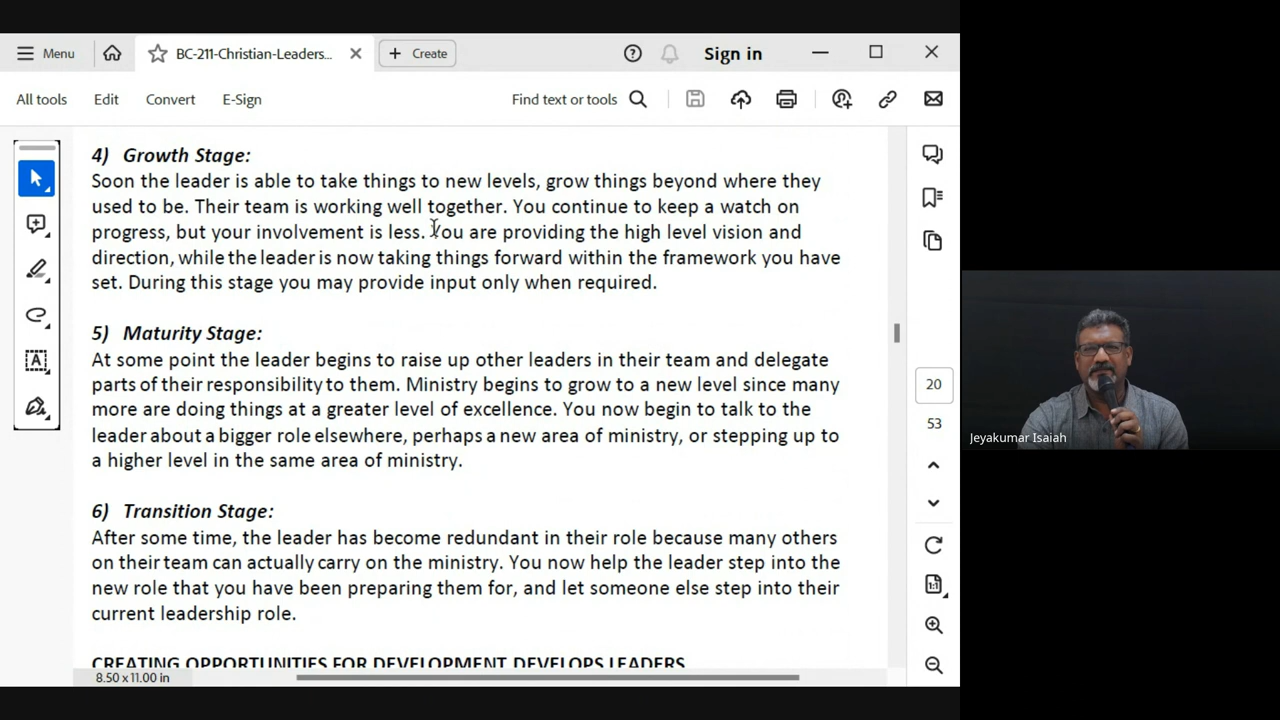 Menu
BC-211-Christian-Leaders...
Create
Sign in
All tools
Edit
Convert
E-Sign
Find text or tools
4) Growth Stage:
Soon the leader is able to take things to new levels, grow things beyond where they
used to be. Their team is working well together. You continue to keep a watch on
progress, but your involvement is less. You are providing the high level vision and
direction, while the leader is now taking things forward within the framework you have
set. During this stage you may provide input only when required.
5) Maturity Stage:
At some point the leader begins to raise up other leaders in their team and delegate
parts of their responsibility to them. Ministry begins to grow to a new level since many
more are doing things at a greater level of excellence. You now begin to talk to the
leader about a bigger role elsewhere, perhaps a new area of ministry, or stepping up to
a higher level in the same area of ministry.
6) Transition Stage:
After some time, the leader has become redundant in their role because many others
on their team can actually carry on the ministry. You now help the leader step into the
new role that you have been preparing them for, and let someone else step into their
current leadership role.
CREATING OPPORTUNITIES FOR DEVELOPMENT DEVELOPS LEADERS
8.50 x 11.00 in
20
53
1:1
Jeyakumar Isaiah